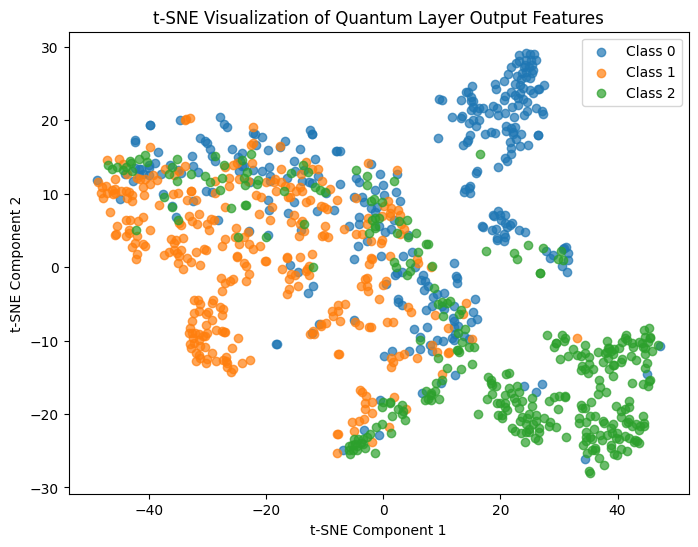 t-SNE Visualization of Quantum Layer Output Features
Class 0
Class 1
Class 2
30
20
10
0
−10
−20
−30
t-SNE Component 2
−40
−20
0
20
40
t-SNE Component 1